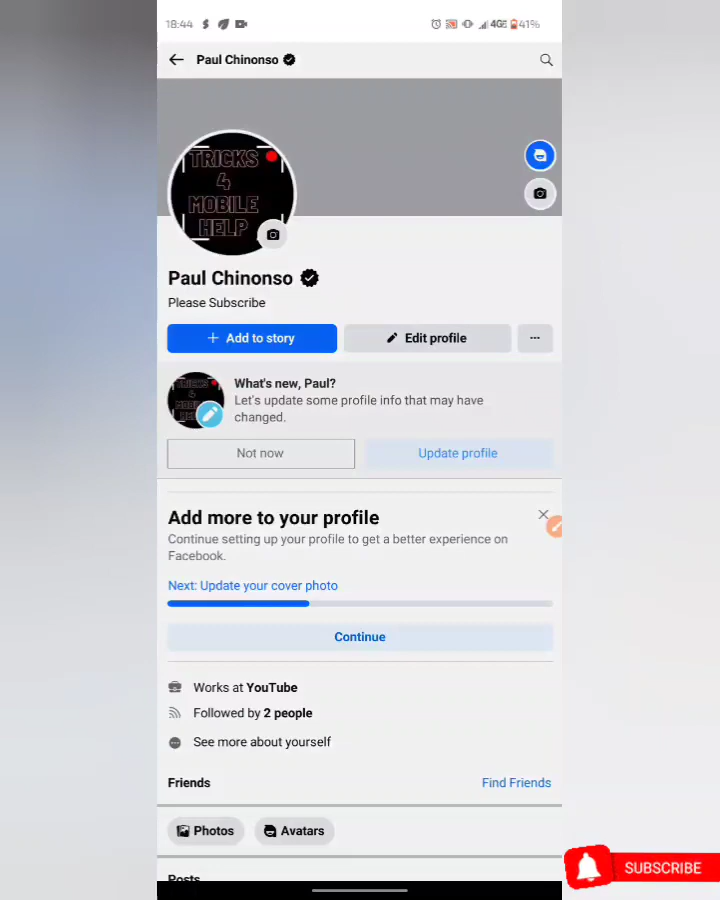 18:44
4GE 41%
Paul Chinonso
TRICKS
4
MOBILE
HELP
Paul Chinonso
Please Subscribe
+ Add to story
Edit profile
...
What's new, Paul?
Let's update some profile info that may have
changed.
Not now
Update profile
Add more to your profile
Continue setting up your profile to get a better experience on
Facebook.
Next: Update your cover photo
Continue
Works at YouTube
Followed by 2 people
See more about yourself
Friends
Find Friends
Photos
Avatars
Posts
SUBSCRIBE